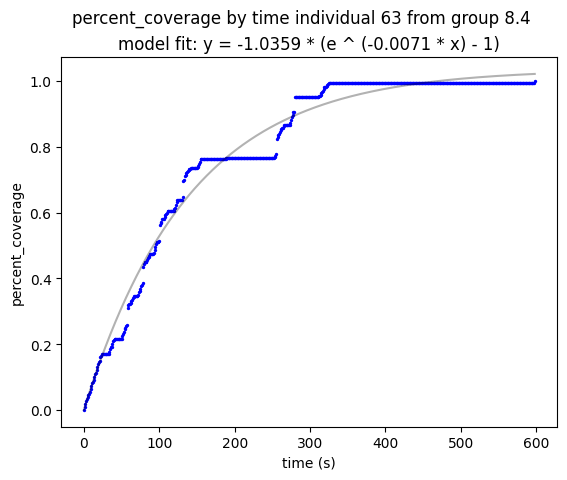 percent_coverage by time individual 63 from group 8.4
model fit: y = -1.0359 * (e ^ (-0.0071 * x) - 1)
percent_coverage
1.0
0.8
0.6
0.4
0.2
0.0
0 100 200 300 400 500 600
time (s)